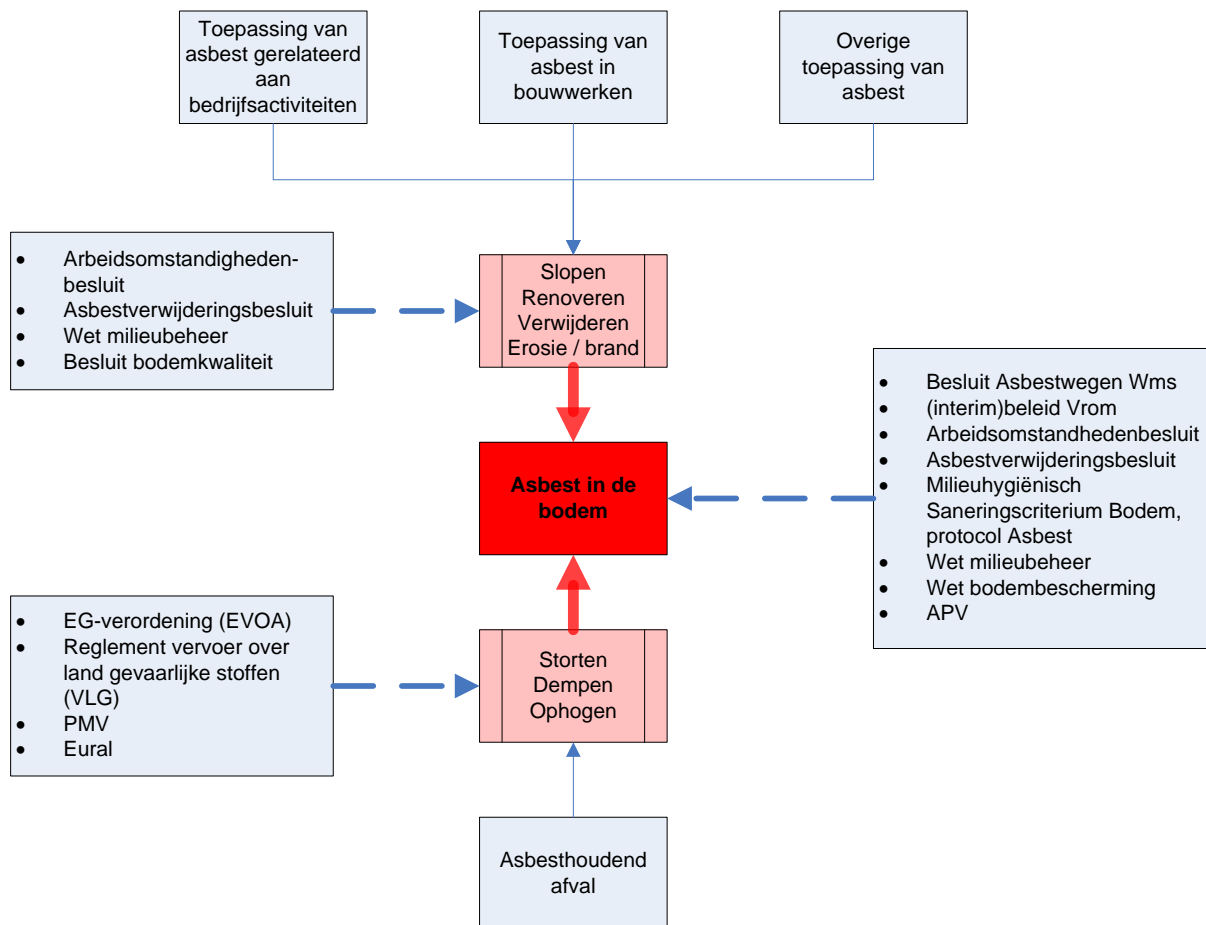 Toepassing van
asbest gerelateerd
aan
bedrijfsactiviteiten
Toepassing van
asbest in
bouwwerken
Overige
toepassing van
asbest
• Arbeidsomstandigheden-
besluit
• Asbestverwijderingsbesluit
• Wet milieubeheer
• Besluit bodemkwaliteit
Slopen
Renoveren
Verwijderen
Erosie / brand
• Besluit Asbestwegen Wms
• (interim)beleid Vrom
• Arbeidsomstandhedenbesluit
• Asbestverwijderingsbesluit
• Milieuhygiënisch
Saneringscriterium Bodem,
protocol Asbest
• Wet milieubeheer
• Wet bodembescherming
• APV
Asbest in de
bodem
• EG-verordening (EVOA)
• Reglement vervoer over
land gevaarlijke stoffen
(VLG)
• PMV
• Eural
Storten
Dempen
Ophogen
Asbesthoudend
afval